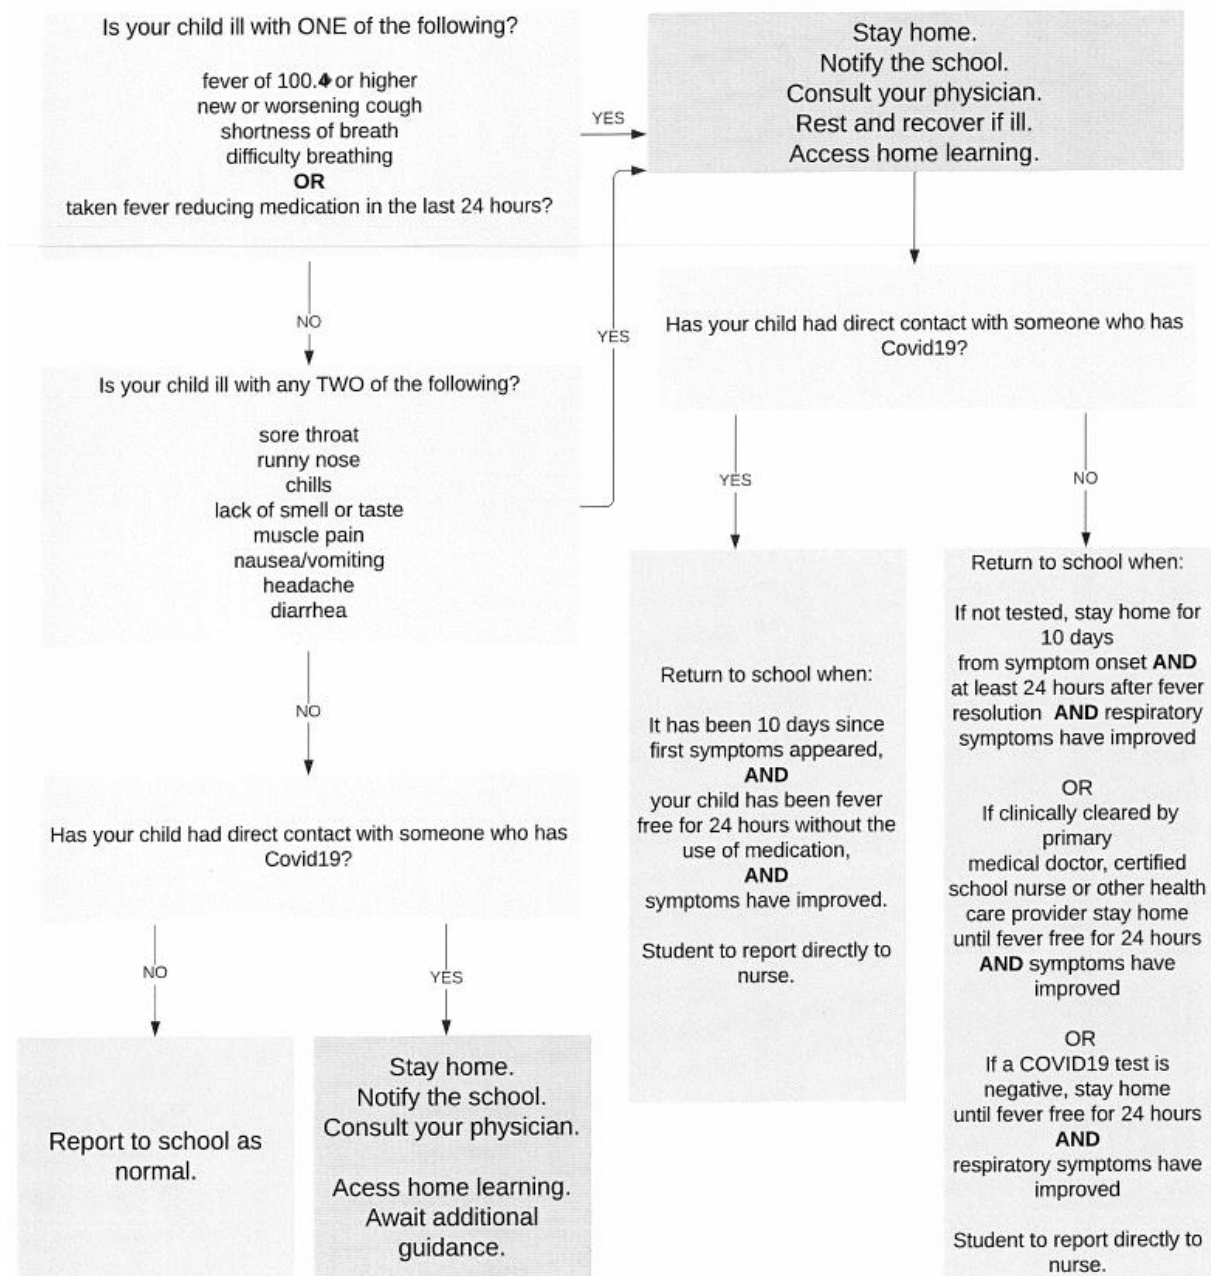 Is your child ill with ONE of the following?
fever of 100.4 or higher
new or worsening cough
shortness of breath
difficulty breathing
OR
taken fever reducing medication in the last 24 hours?
YES
Stay home.
Notify the school.
Consult your physician.
Rest and recover if ill.
Access home learning.
NO
YES
Is your child ill with any TWO of the following?
sore throat
runny nose
chills
lack of smell or taste
muscle pain
nausea/vomiting
headache
diarrhea
Has your child had direct contact with someone who has
Covid19?
YES
NO
NO
Has your child had direct contact with someone who has
Covid19?
NO
YES
Report to school as
normal.
Stay home.
Notify the school.
Consult your physician.
Acess home learning.
Await additional
guidance.
Return to school when:
It has been 10 days since
first symptoms appeared,
AND
your child has been fever
free for 24 hours without the
use of medication,
AND
symptoms have improved.
Student to report directly to
nurse.
Return to school when:
If not tested, stay home for
10 days
from symptom onset AND
at least 24 hours after fever
resolution AND respiratory
symptoms have improved
OR
If clinically cleared by
primary
medical doctor, certified
school nurse or other health
care provider stay home
until fever free for 24 hours
AND symptoms have
improved
OR
If a COVID19 test is
negative, stay home
until fever free for 24 hours
AND
respiratory symptoms have
improved
Student to report directly to
nurse.